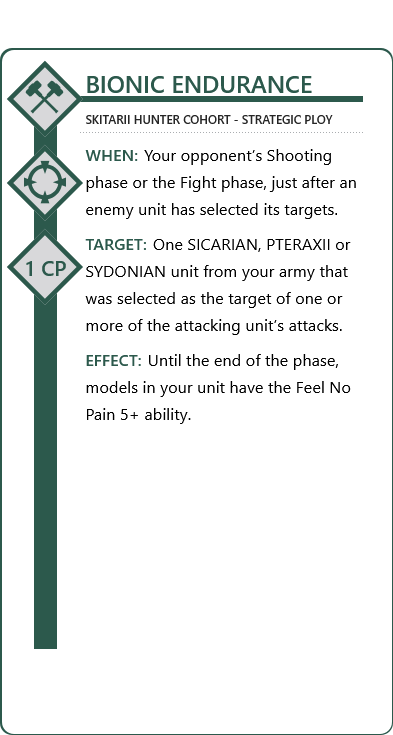 BIONIC ENDURANCE
SKITARII HUNTER COHORT - STRATEGIC PLOY
WHEN: Your opponent's Shooting
phase or the Fight phase, just after an
enemy unit has selected its targets.
1 CP
TARGET: One SICARIAN, PTERAXII or
SYDONIAN unit from your army that
was selected as the target of one or
more of the attacking unit's attacks.
EFFECT: Until the end of the phase,
models in your unit have the Feel No
Pain 5+ ability.